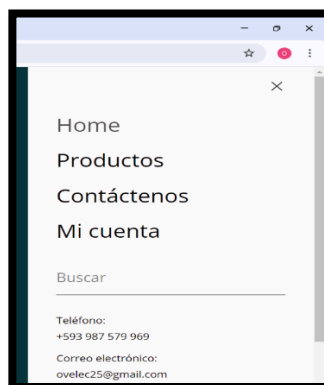 Home
Productos
Contáctenos
Mi cuenta
Buscar
Teléfono:
+593 987 579 969
Correo electrónico:
ovelec25@gmail.com